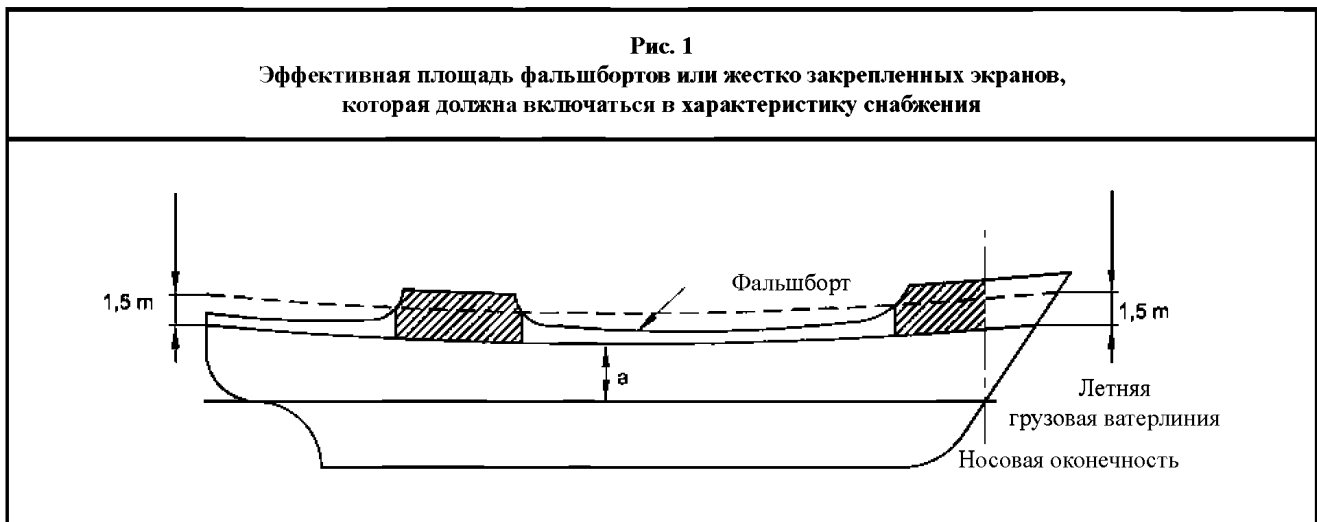 Рис. 1
Эффективная площадь фальшбортов или жестко закрепленных экранов,
которая должна включаться в характеристику снабжения
1,5 m
Фальшборт
1,5 m
a
Летняя
грузовая ватерлиния
Носовая оконечность